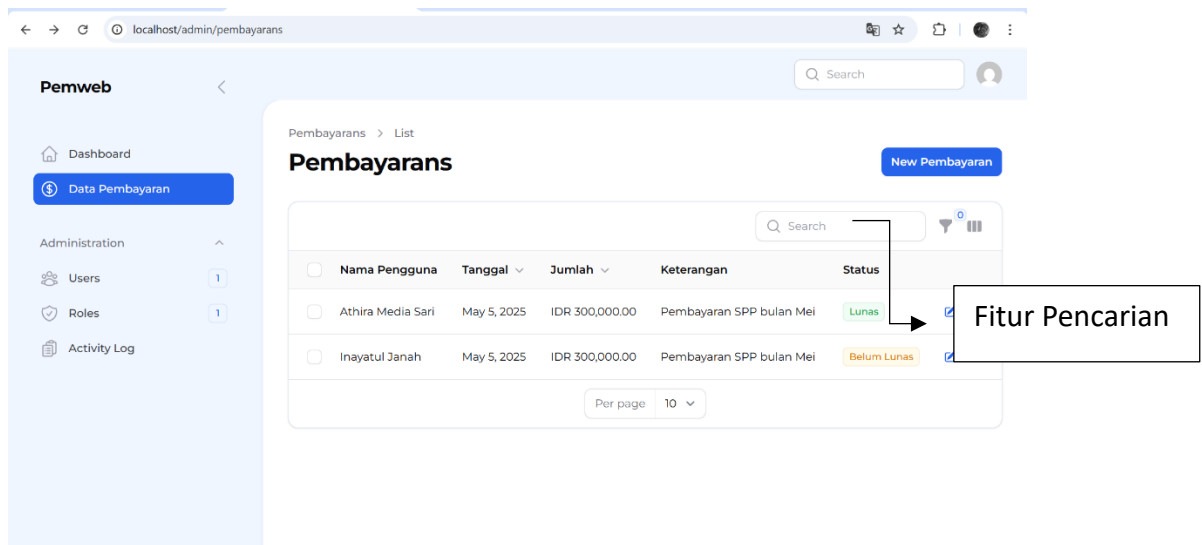 localhost/admin/pembayarans
Pemweb
Search
Dashboard
Data Pembayaran
Administration
Users 1
Roles 1
Activity Log
Pembayarans > List
Pembayarans
New Pembayaran
Search
0
Nama Pengguna Tanggal Jumlah Keterangan Status
Athira Media Sari May 5, 2025 IDR 300,000.00 Pembayaran SPP bulan Mei Lunas
Inayatul Janah May 5, 2025 IDR 300,000.00 Pembayaran SPP bulan Mei Belum Lunas
Per page 10
Fitur Pencarian